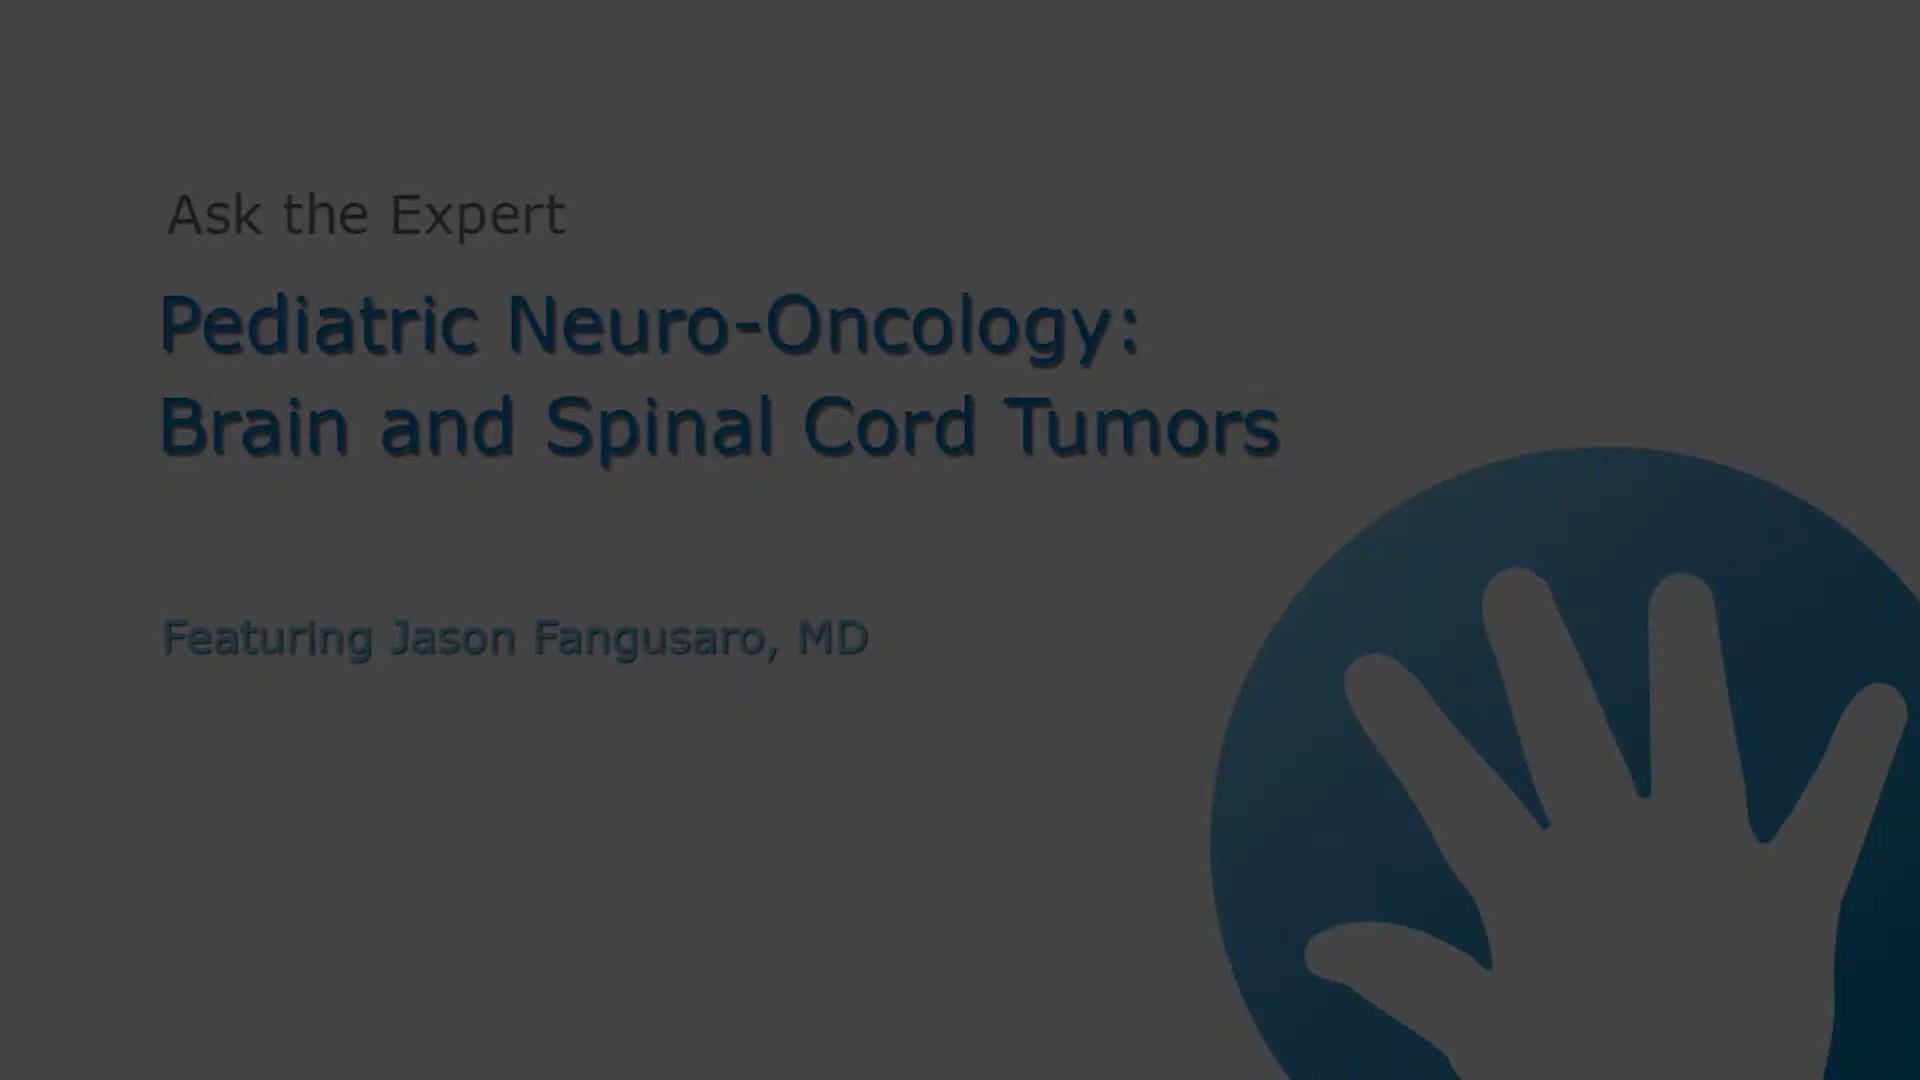 Ask the Expert
Pediatric Neuro-Oncology:
Brain and Spinal Cord Tumors
Featuring Jason Fangusaro, MD